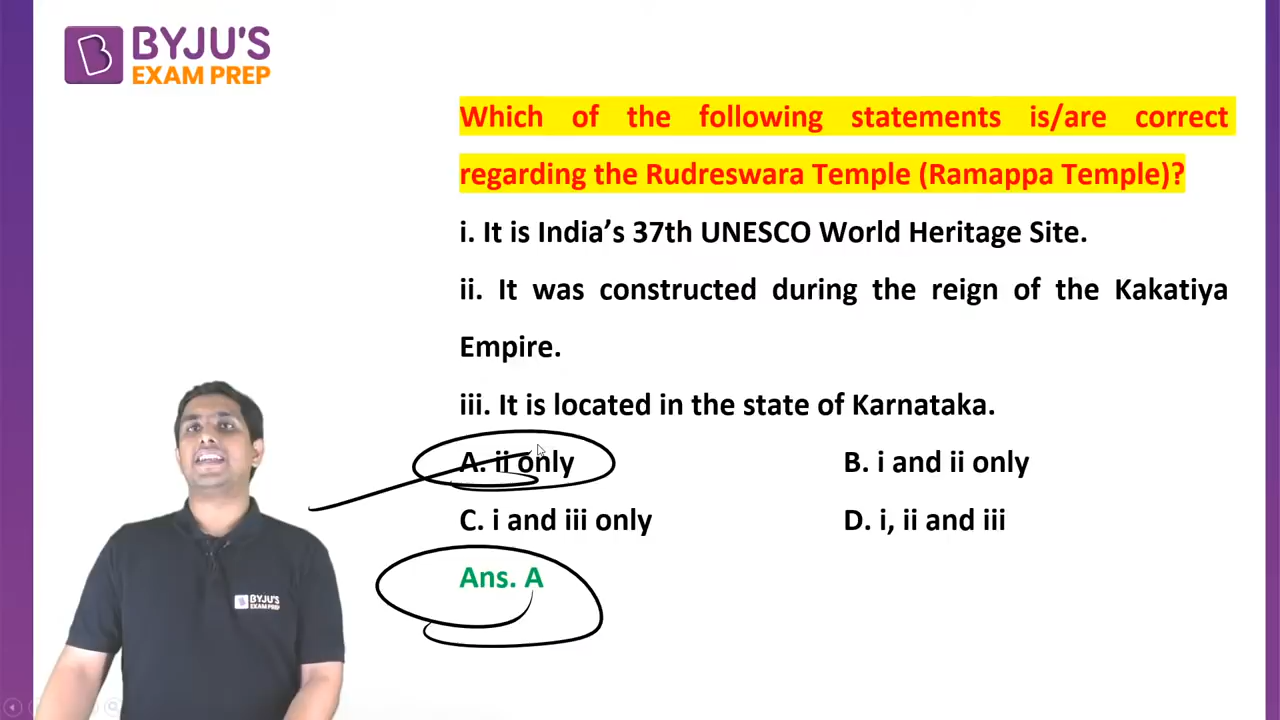 BYJU'S
EXAM PREP
Which of the following statements is/are correct
regarding the Rudreswara Temple (Ramappa Temple)?
i. It is India’s 37th UNESCO World Heritage Site.
ii. It was constructed during the reign of the Kakatiya
Empire.
iii. It is located in the state of Karnataka.
A. ii only B. i and ii only
C. i and iii only D. i, ii and iii
Ans. A
BYJU'S
EXAM PREP